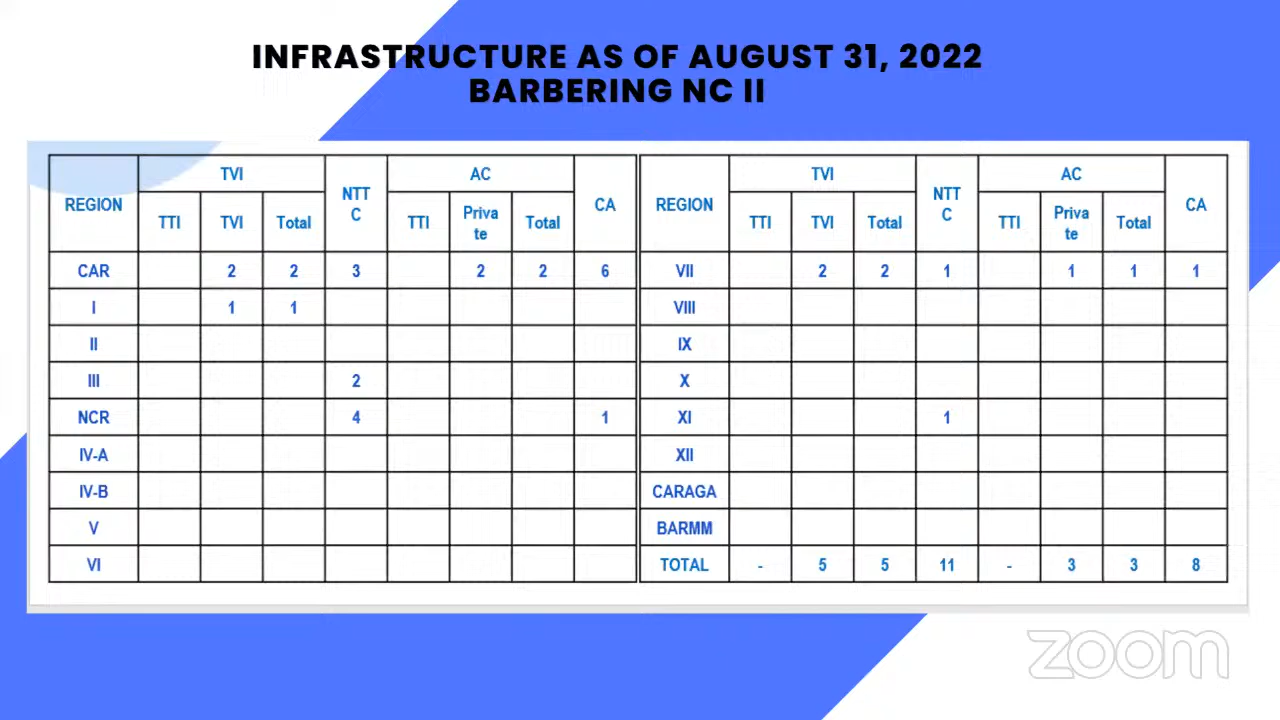 INFRASTRUCTURE AS OF AUGUST 31, 2022
BARBERING NC II
REGION TVI NTT C AC CA REGION TVI NTT C AC CA
TTI TVI Total TTI Priva te Total TTI TVI Total TTI Priva te Total
CAR 2 2 3 2 2 6 VII 2 2 1 1 1 1
I 1 1 VIII
II IX
III 2 X
NCR 4 1 XI 1
IV-A XII
IV-B CARAGA
V BARMM
VI TOTAL - 5 5 11 - 3 3 8
zoom